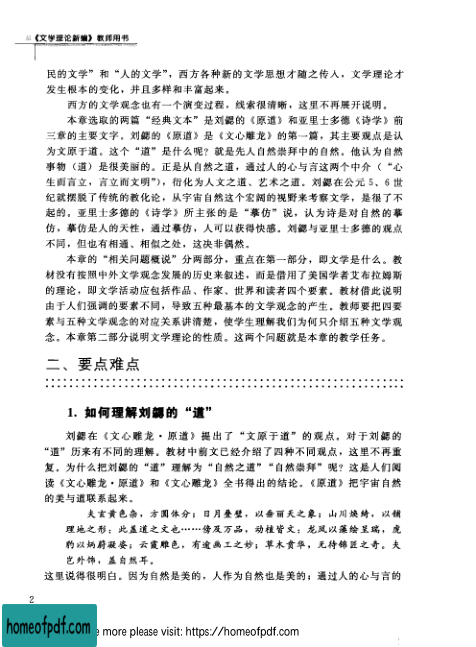 《文学理论新编》教师用书
民的文学”和“人的文学”，西方各种新的文学思想才随之传入，文学理论才
发生根本的变化，并且多样和丰富起来。
西方的文学观念也有一个演变过程，线索很清晰，这里不再展开说明。
本章选取的两篇“经典文本”是刘勰的《原道》和亚里士多德《诗学》前
三章的主要文字。刘勰的《原道》是《文心雕龙》的第一篇，其主要观点是认
为文原于道。这个“道”是什么呢？就是先人自然崇拜中的自然。他认为自然
事物（道）是很美丽的。正是从自然之道，通过人的心与言这两个中介（“心
生而言立，言立而文明”），衍化为人文之道、艺术之道。刘勰在公元5、6世
纪就摆脱了传统的教化论，从宇宙自然这个宏阔的视野来考察文学，是很了不
起的。亚里士多德的《诗学》所主张的是“摹仿”说，认为诗是对自然的摹
仿，摹仿是人的天性，通过摹仿，人可以获得快感。刘勰与亚里士多德的观点
不同，但也有相通、相似之处，这决非偶然。
本章的“相关问题概说”分两部分，重点在第一部分，即文学是什么。教
材没有按照中外文学观念发展的历史来叙述，而是借用了美国学者艾布拉姆斯
的理论，即文学活动应包括作品、作家、世界和读者四个要素。教材借此说明
由于人们强调的要素不同，导致五种最基本的文学观念的产生。教师要把四要
素与五种文学观念的对应关系讲清楚，使学生理解我们为何只介绍五种文学观
念。本章第二部分说明文学理论的性质。这两个问题就是本章的教学任务。
二、要点难点
1. 如何理解刘勰的“道”
刘勰在《文心雕龙·原道》提出了“文原于道”的观点。对于刘勰的
“道”历来有不同的理解。教材中前文已经介绍了四种不同观点，这里不再重
复。为什么把刘勰的“道”理解为“自然之道”“自然崇拜”呢？这是人们阅
读《文心雕龙·原道》和《文心雕龙》全书得出的结论。《原道》把宇宙自然
的美与道联系起来。
夫玄黄色杂，方圆体分；日月叠璧，以垂丽天之象；山川焕绮，以铺
理地之形：此盖道之文也……傍及万品，动植皆文：龙凤以藻绘呈瑞，虎
豹以炳蔚凝姿；云霞雕色，有逾画工之妙；草木贲华，无待锦匠之奇。夫
岂外饰，盖自然耳。
这里说得很明白。因为自然是美的，人作为自然也是美的；通过人的心与言的
2
homeofpdf.com
e more please visit: https://homeofpdf.com